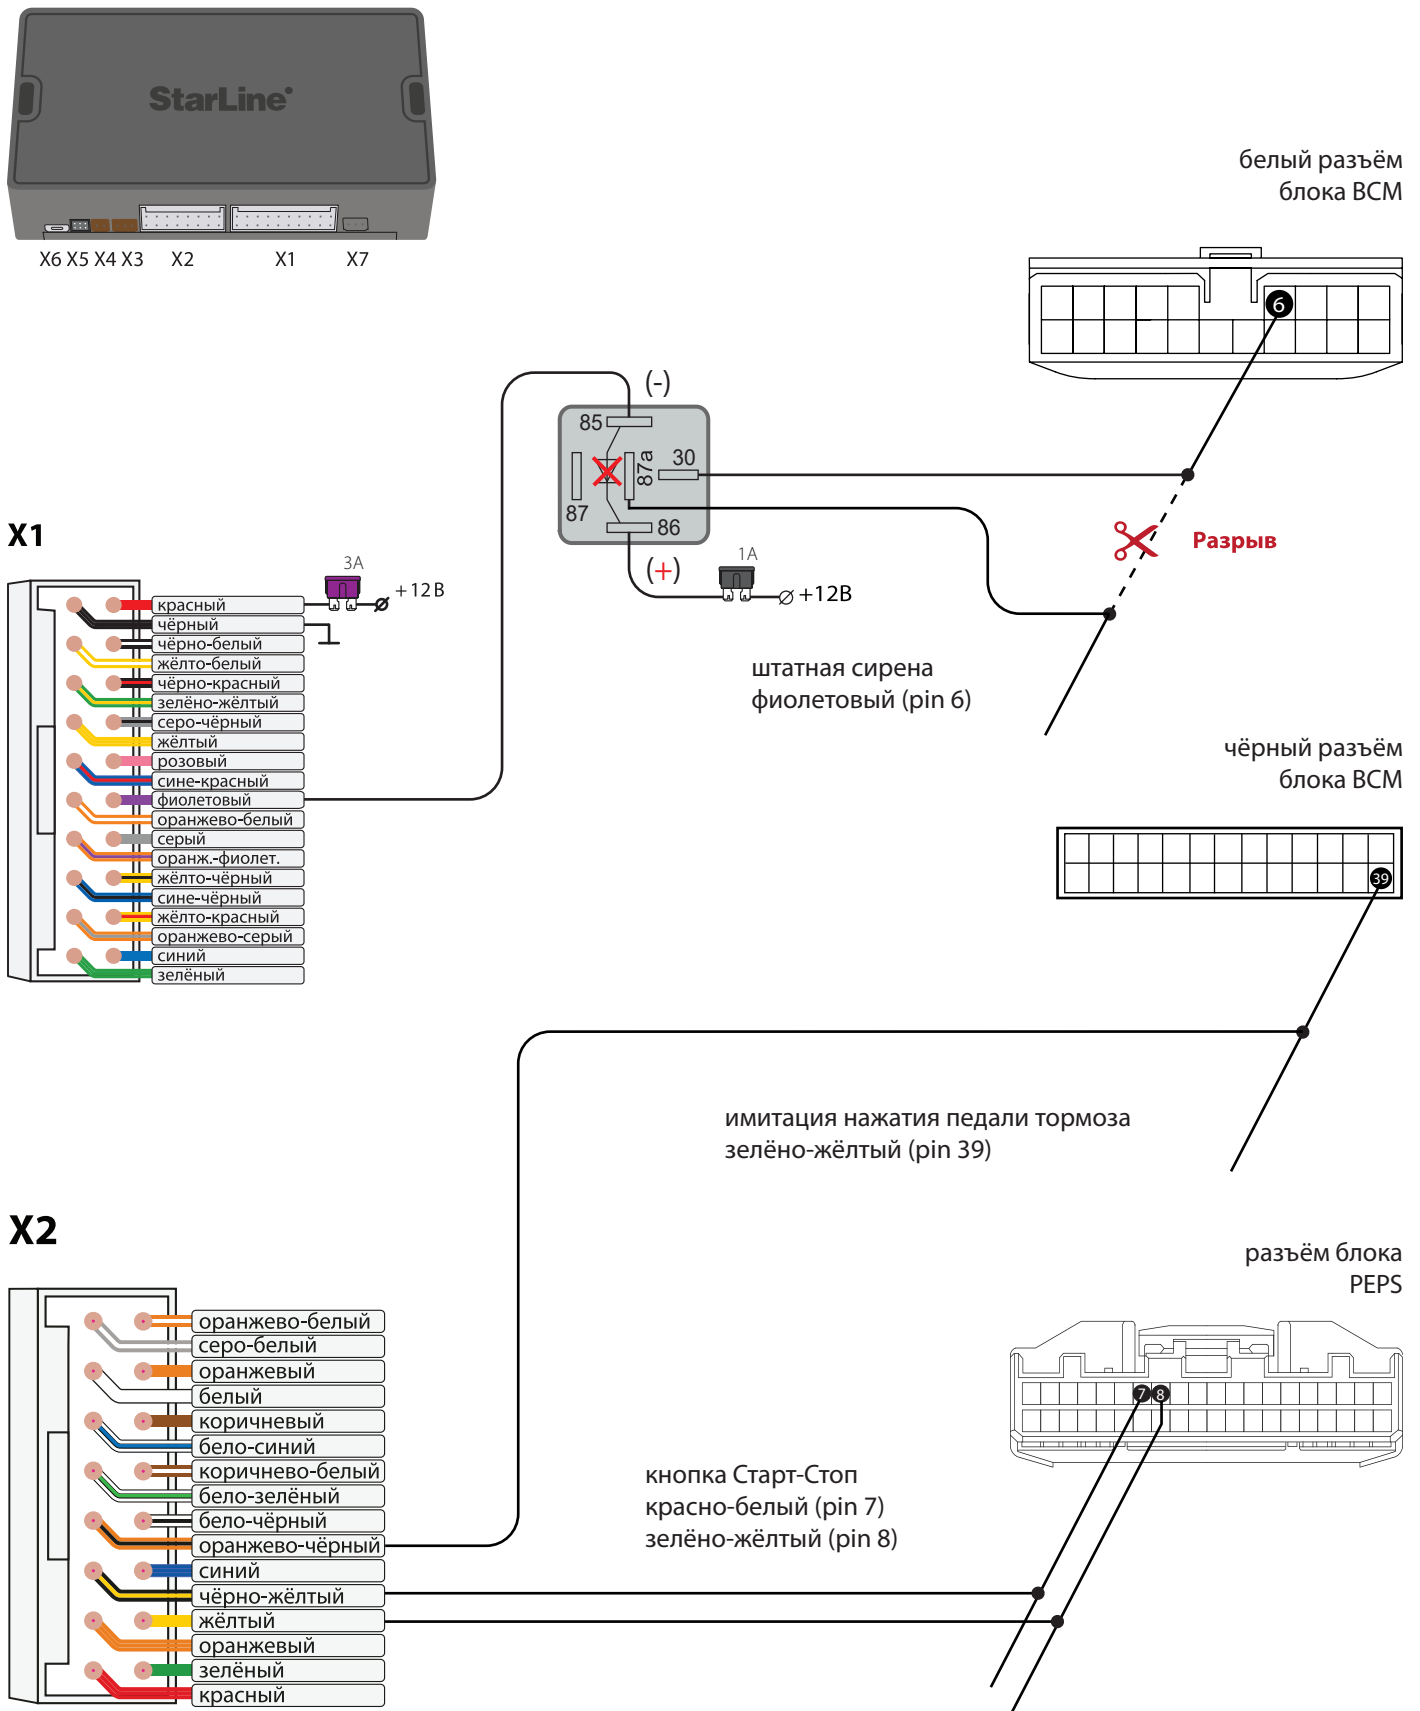 StarLine
X6 X5 X4 X3 X2 X1 X7
белый разъём
блока BCM
6
(-)
85
30
87a
87
86
(+)
1А
+12В
Разрыв
штатная сирена
фиолетовый (pin 6)
X1
3А
+12В
красный
чёрный
чёрно-белый
жёлто-белый
чёрно-красный
зелёно-жёлтый
серо-чёрный
жёлтый
розовый
сине-красный
фиолетовый
оранжево-белый
серый
оранж.-фиолет.
жёлто-чёрный
сине-чёрный
жёлто-красный
оранжево-серый
синий
зелёный
чёрный разъём
блока BCM
39
имитация нажатия педали тормоза
зелёно-жёлтый (pin 39)
X2
оранжево-белый
серо-белый
оранжевый
белый
коричневый
бело-синий
коричнево-белый
бело-зелёный
бело-чёрный
оранжево-чёрный
синий
чёрно-жёлтый
жёлтый
оранжевый
зелёный
красный
разъём блока
PEPS
7 8
кнопка Старт-Стоп
красно-белый (pin 7)
зелёно-жёлтый (pin 8)